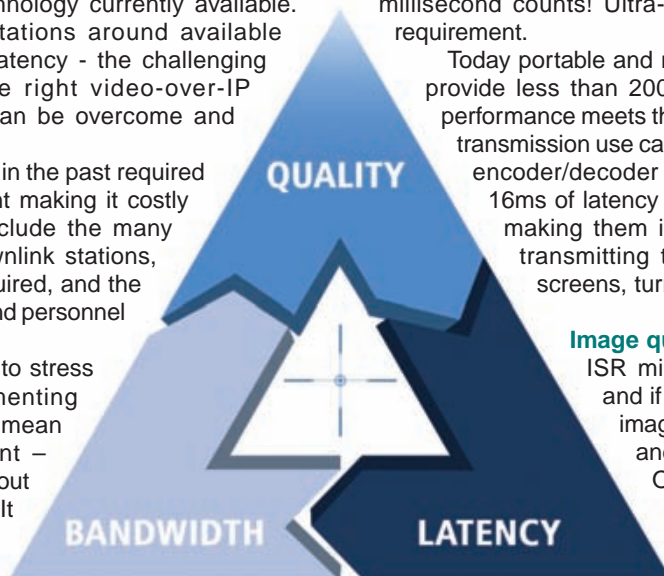 hnology currently available.
tations around available
atency - the challenging
e right video-over-IP
an be overcome and
in the past required
nt making it costly
clude the many
wnlink stations,
uired, and the
nd personnel
to stress
menting
mean
nt –
out
It
QUALITY
BANDWIDTH
LATENCY
millisecond counts! Ultra-
requirement.
Today portable and
provide less than 200
performance meets th
transmission use ca
encoder/decoder
16ms of latency
making them i
transmitting t
screens, tur
Image qu
ISR mi
and if
imag
and